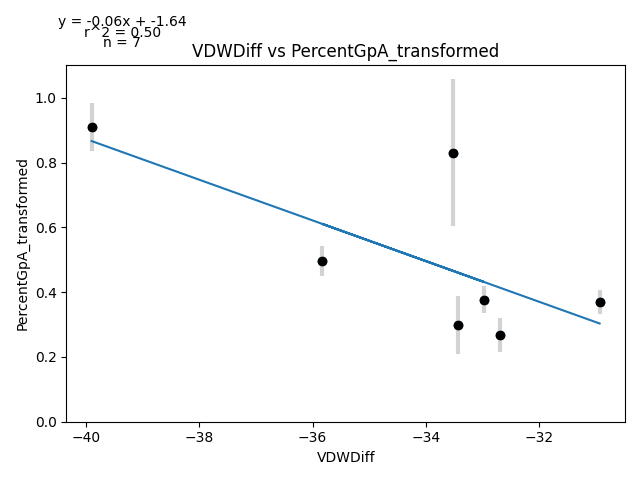 y = -0.06x + -1.64
r^2 = 0.50
n = 7
VDWDiff vs PercentGpA_transformed
PercentGpA_transformed
1.0
0.8
0.6
0.4
0.2
0.0
−40
−38
−36
−34
−32
VDWDiff